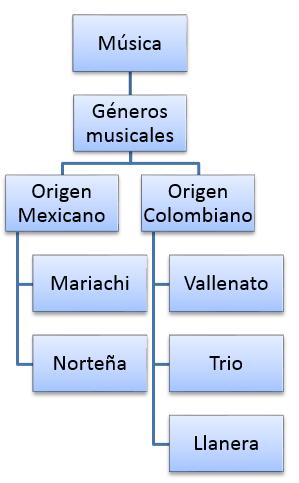 Música
Géneros
musicales
Origen
Mexicano
Origen
Colombiano
Mariachi
Vallenato
Norteña
Trio
Llanera